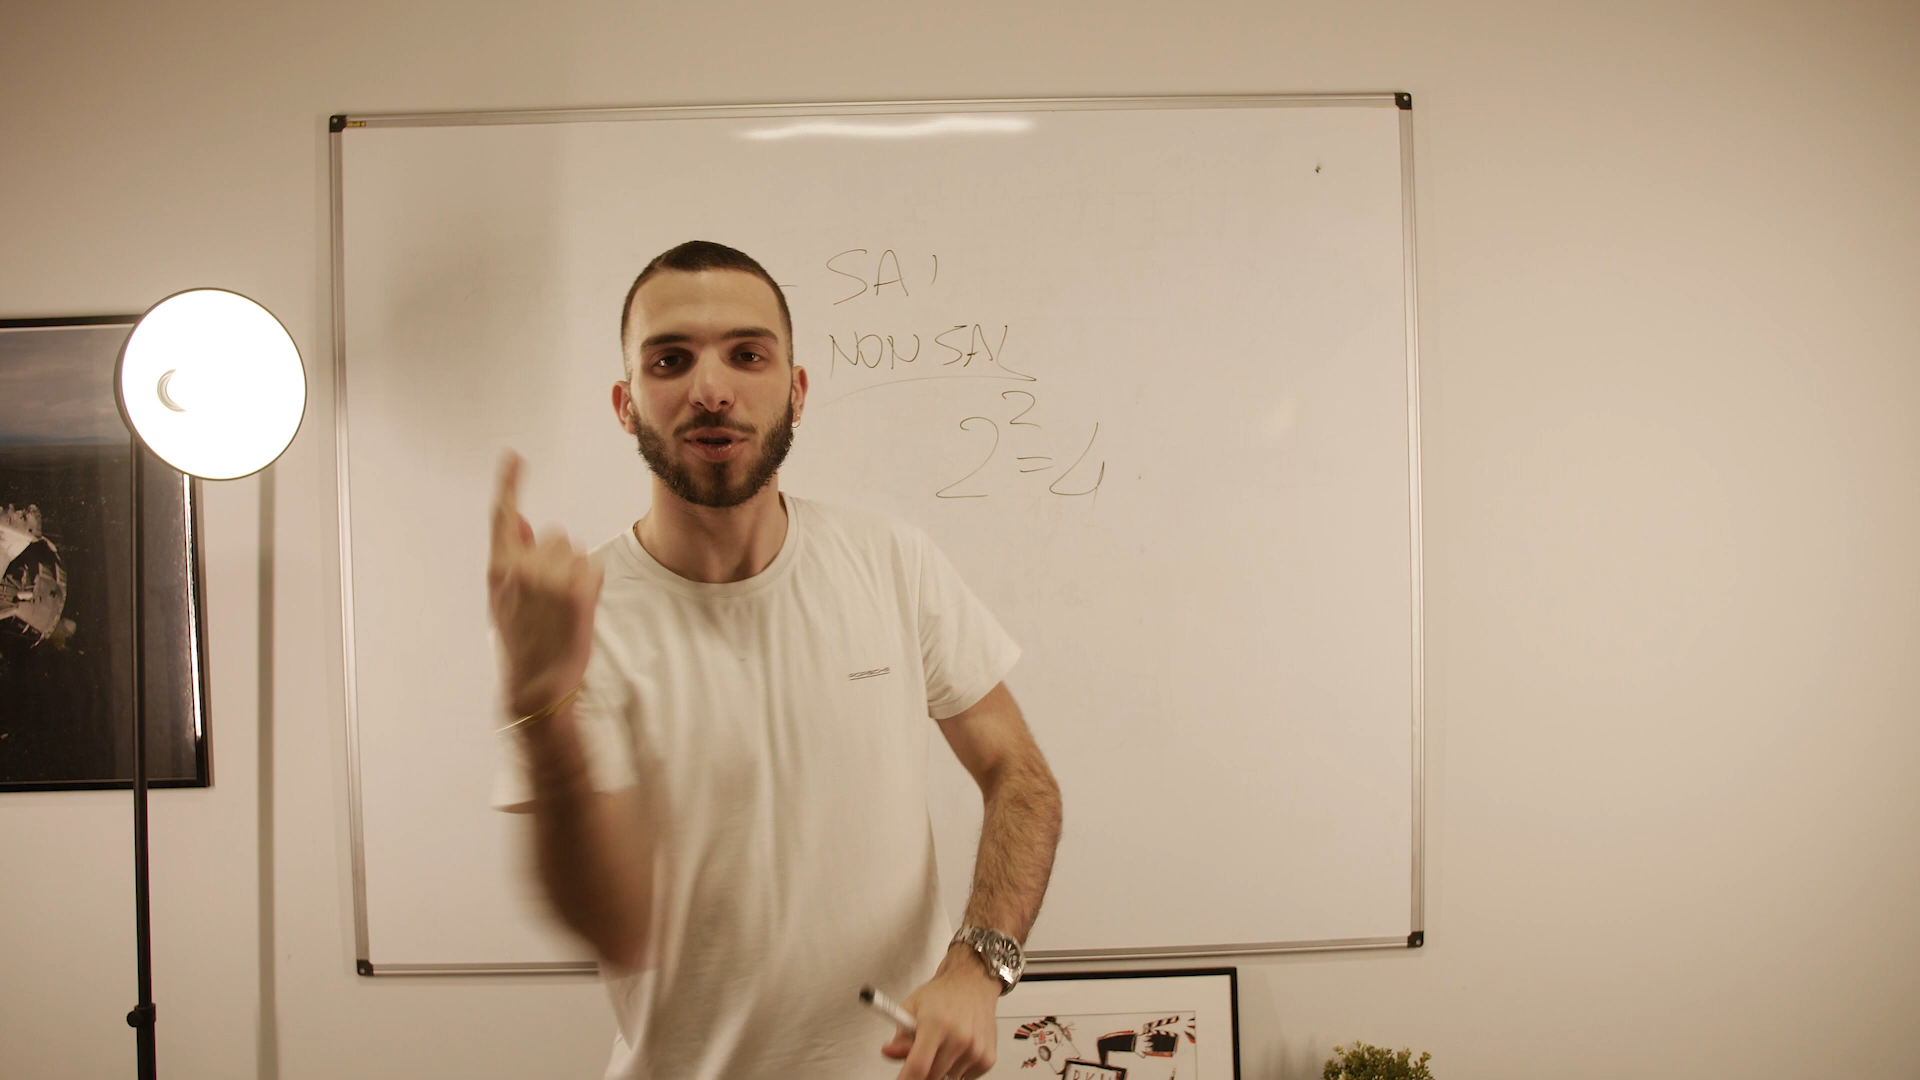 - SAI
NON SAI
2² = 4